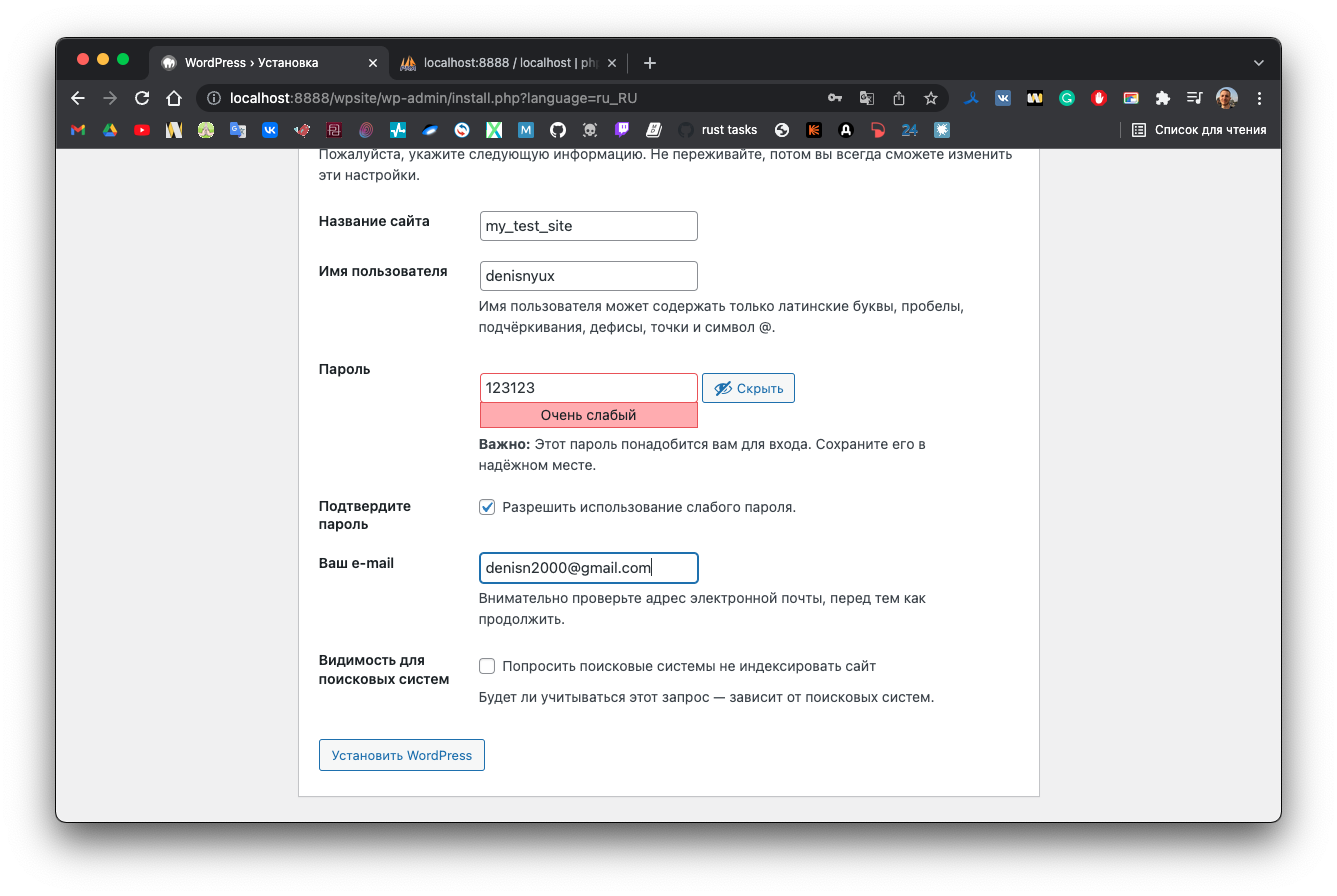 WordPress › Установка
localhost:8888 / localhost | php
localhost:8888/wpsite/wp-admin/install.php?language=ru_RU
rust tasks
24
Список для чтения
Пожалуйста, укажите следующую информацию. Не переживайте, потом вы всегда сможете изменить
эти настройки.
Название сайта
my_test_site
Имя пользователя
denisnyux
Имя пользователя может содержать только латинские буквы, пробелы,
подчёркивания, дефисы, точки и символ @.
Пароль
123123
Скрыть
Очень слабый
Важно: Этот пароль понадобится вам для входа. Сохраните его в
надёжном месте.
Подтвердите
пароль
Разрешить использование слабого пароля.
Ваш e-mail
denisn2000@gmail.com
Внимательно проверьте адрес электронной почты, перед тем как
продолжить.
Видимость для
поисковых систем
Попросить поисковые системы не индексировать сайт
Будет ли учитываться этот запрос — зависит от поисковых систем.
Установить WordPress